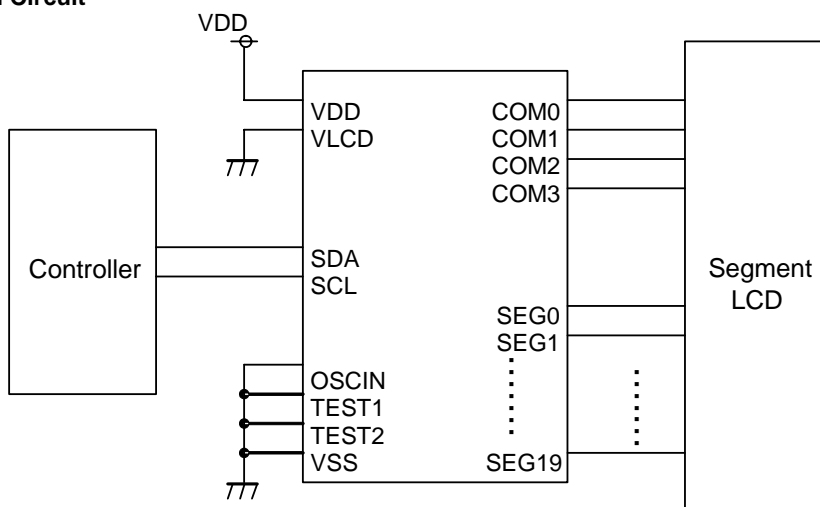 Circuit
VDD
VDD
VLCD
COM0
COM1
COM2
COM3
Controller
SDA
SCL
Segment
LCD
SEG0
SEG1
OSCIN
TEST1
TEST2
VSS
SEG19